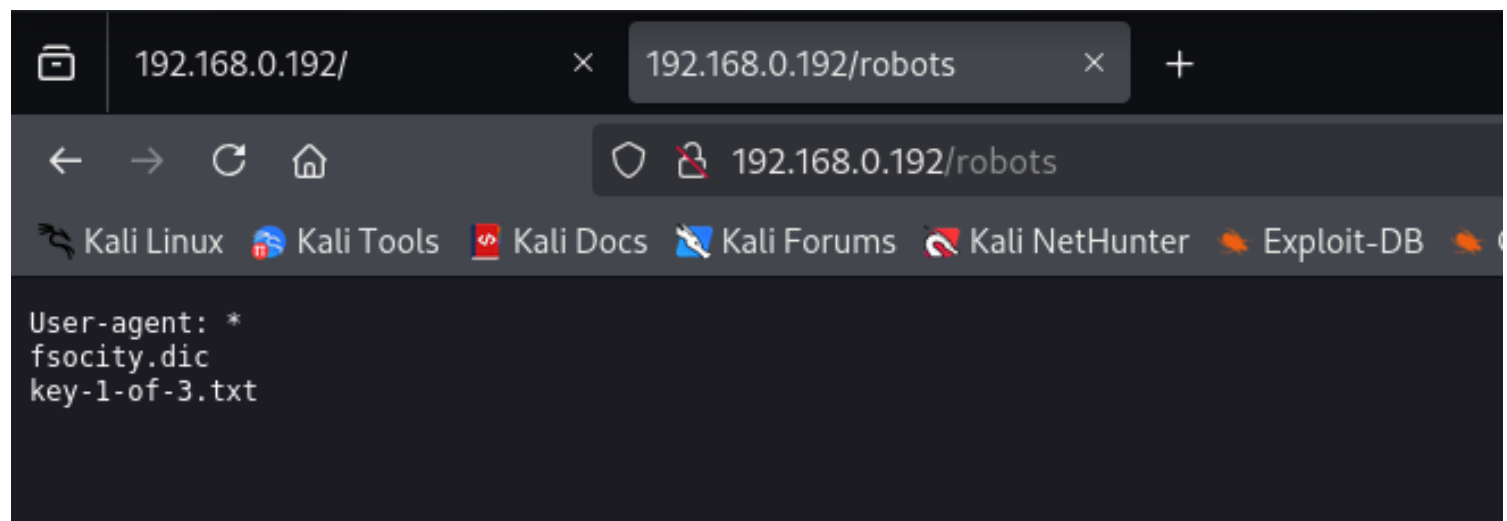 192.168.0.192/
192.168.0.192/robots
192.168.0.192/robots
Kali Linux Kali Tools Kali Docs Kali Forums Kali NetHunter Exploit-DB
User-agent: *
fsocity.dic
key-1-of-3.txt